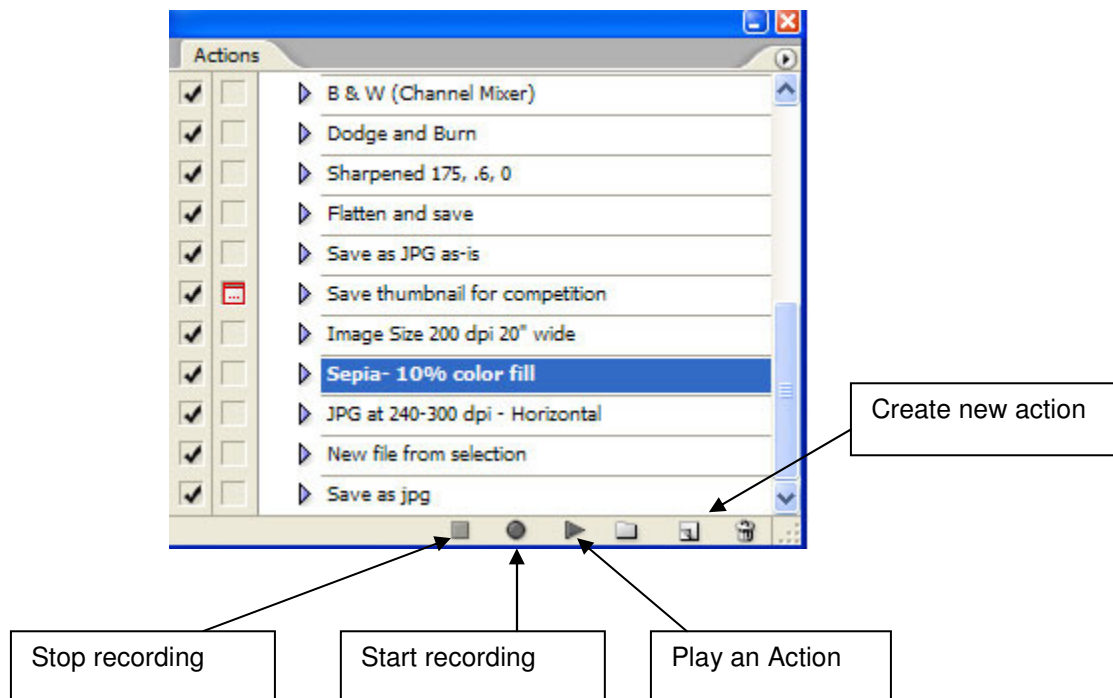 Actions
B & W (Channel Mixer)
Dodge and Burn
Sharpened 175, .6, 0
Flatten and save
Save as JPG as-is
Save thumbnail for competition
Image Size 200 dpi 20" wide
Sepia- 10% color fill
JPG at 240-300 dpi - Horizontal
New file from selection
Save as jpg
Create new action
Stop recording
Start recording
Play an Action